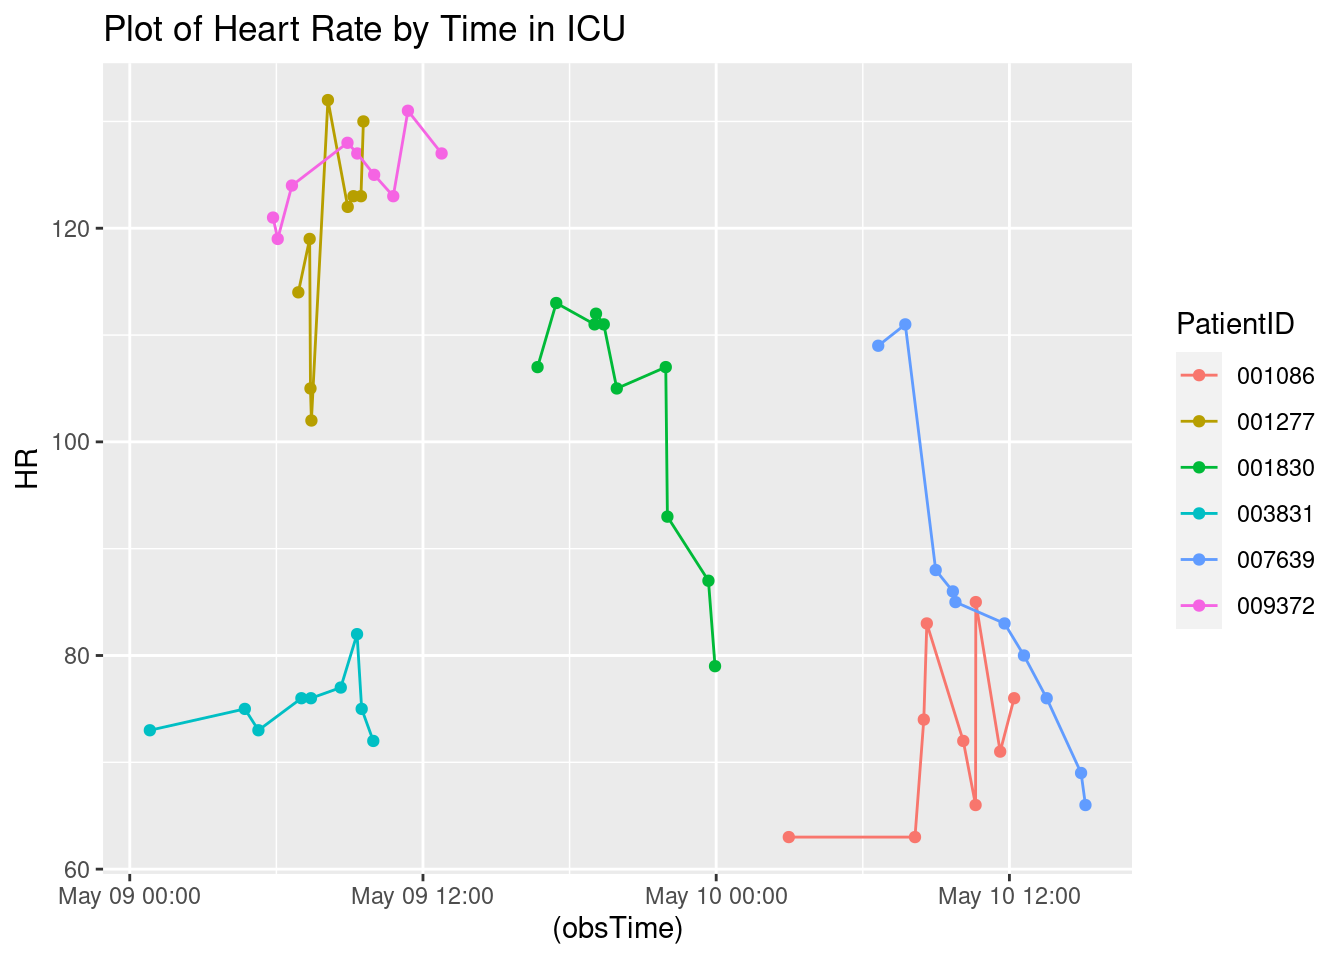 Plot of Heart Rate by Time in ICU
HR
120
100
80
60
May 09 00:00
May 09 12:00
May 10 00:00
May 10 12:00
(obsTime)
PatientID
001086
001277
001830
003831
007639
009372